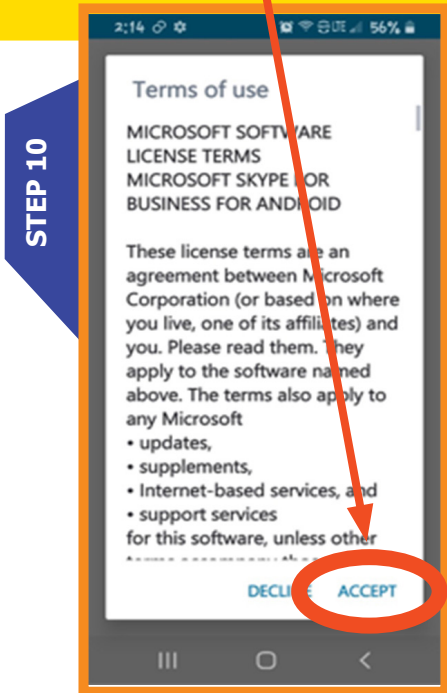 2:14 LTE 56%
STEP 10
Terms of use
MICROSOFT SOFTWARE
LICENSE TERMS
MICROSOFT SKYPE FOR
BUSINESS FOR ANDROID
These license terms are an
agreement between Microsoft
Corporation (or based on where
you live, one of its affiliates) and
you. Please read them. They
apply to the software named
above. The terms also apply to
any Microsoft
• updates,
• supplements,
• Internet-based services, and
• support services
for this software, unless other
DECLINE ACCEPT